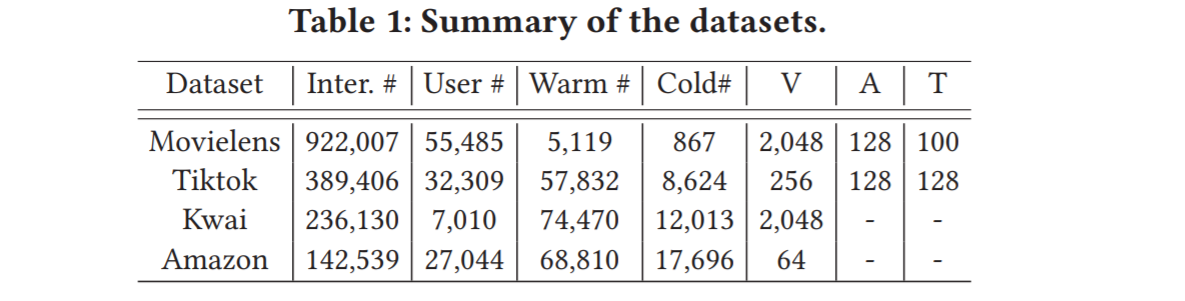 Table 1: Summary of the datasets.
Dataset Inter. # User # Warm # Cold# V A T
Movielens 922,007 55,485 5,119 867 2,048 128 100
Tiktok 389,406 32,309 57,832 8,624 256 128 128
Kwai 236,130 7,010 74,470 12,013 2,048 - -
Amazon 142,539 27,044 68,810 17,696 64 - -